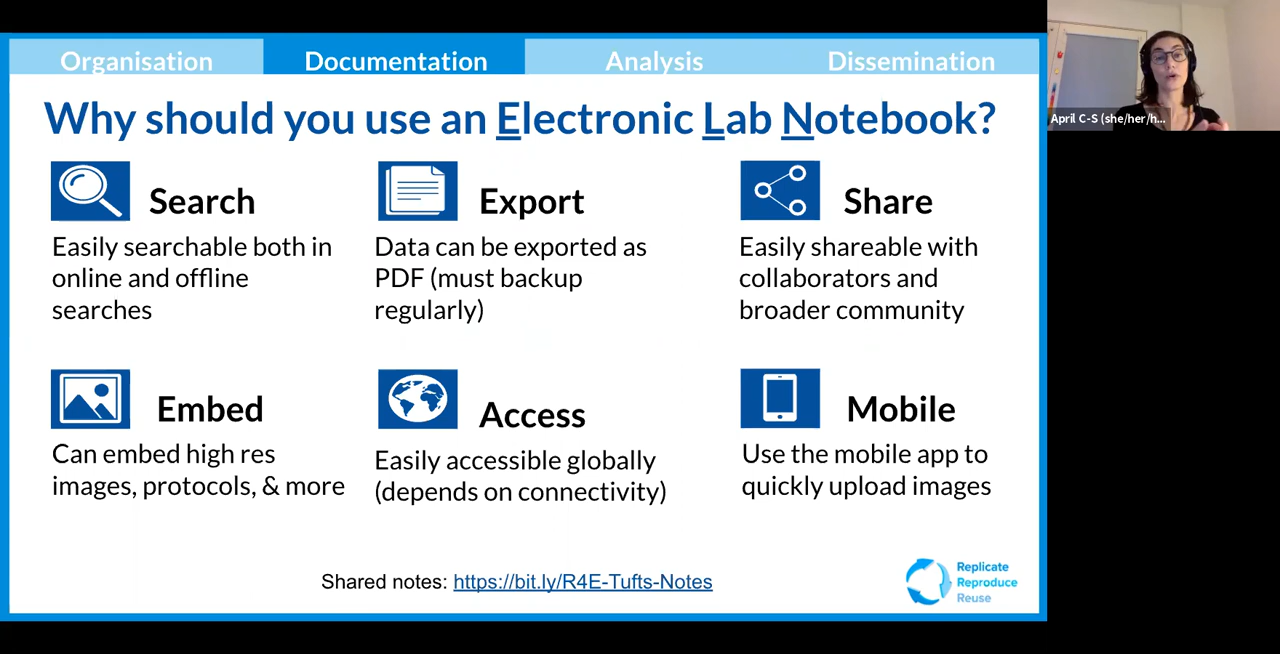 Organisation
Documentation
Analysis
Dissemination
Why should you use an Electronic Lab Notebook?
Search
Easily searchable both in
online and offline
searches
Export
Data can be exported as
PDF (must backup
regularly)
Share
Easily shareable with
collaborators and
broader community
Embed
Can embed high res
images, protocols, & more
Access
Easily accessible globally
(depends on connectivity)
Mobile
Use the mobile app to
quickly upload images
Shared notes: https://bit.ly/R4E-Tufts-Notes
Replicate
Reproduce
Reuse
April C-S (she/her/h...